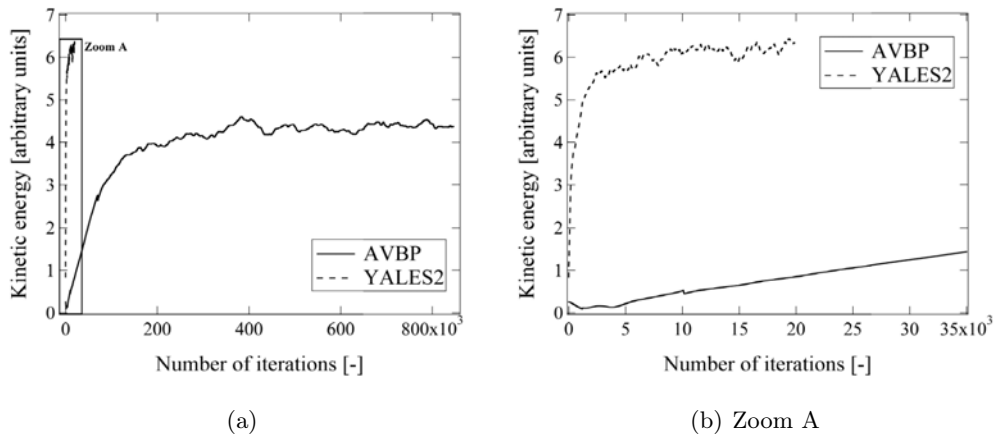 Kinetic energy [arbitrary units]
7
6
5
4
3
2
1
0
Zoom A
AVBP
YALES2
0 200 400 600 800x10³
Number of iterations [-]
(a)
Kinetic energy [arbitrary units]
7
6
5
4
3
2
1
0
AVBP
YALES2
0 5 10 15 20 25 30 35x10³
Number of iterations [-]
(b) Zoom A